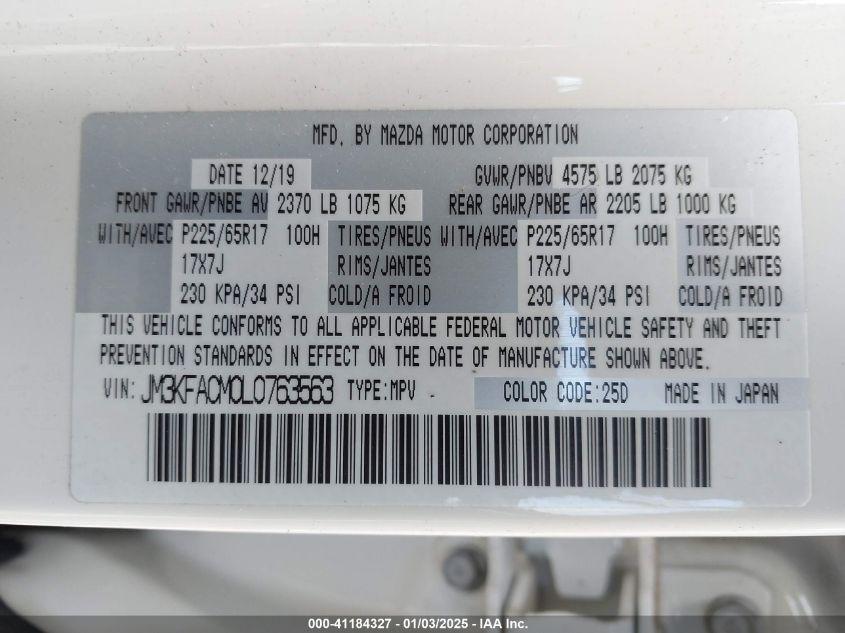 MFD. BY MAZDA MOTOR CORPORATION
DATE 12/19 GVWR/PNBV 4575 LB 2075 KG
FRONT GAWR/PNBE AV 2370 LB 1075 KG REAR GAWR/PNBE AR 2205 LB 1000 KG
WITH/AVEC P225/65R17 100H TIRES/PNEUS WITH/AVEC P225/65R17 100H TIRES/PNEUS
17X7J RIMS/JANTES 17X7J RIMS/JANTES
230 KPA/34 PSI COLD/A FROID 230 KPA/34 PSI COLD/A FROID
THIS VEHICLE CONFORMS TO ALL APPLICABLE FEDERAL MOTOR VEHICLE SAFETY AND THEFT
PREVENTION STANDARDS IN EFFECT ON THE DATE OF MANUFACTURE SHOWN ABOVE.
VIN: JM3KFACM0L0763563 TYPE:MPV COLOR CODE:25D MADE IN JAPAN
000-41184327 - 01/03/2025 - IAA Inc.